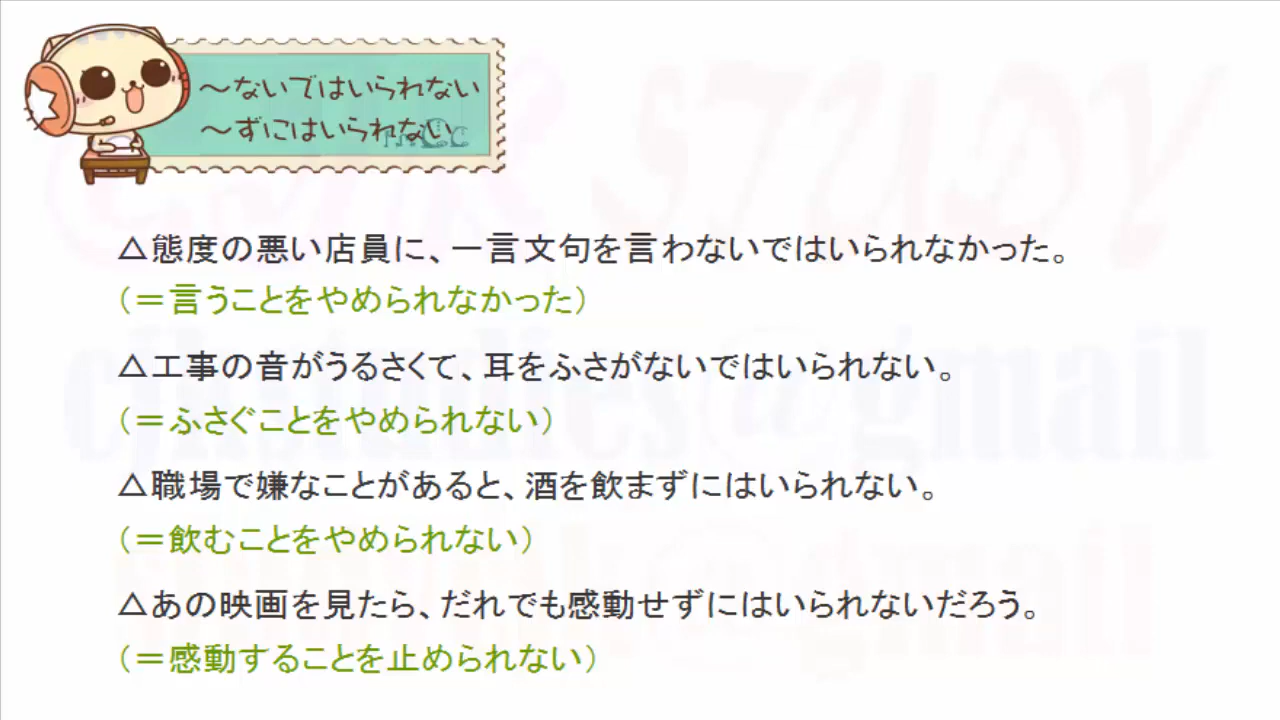 ～ないではいられない
～ずにはいられない
△態度の悪い店員に、一言文句を言わないではいられなかった。
（＝言うことをやめられなかった）
△工事の音がうるさくて、耳をふさがないではいられない。
（＝ふさぐことをやめられない）
△職場で嫌なことがあると、酒を飲まずにはいられない。
（＝飲むことをやめられない）
△あの映画を見たら、だれでも感動せずにはいられないだろう。
（＝感動することを止められない）
STUDY
cjkstudies@gmail